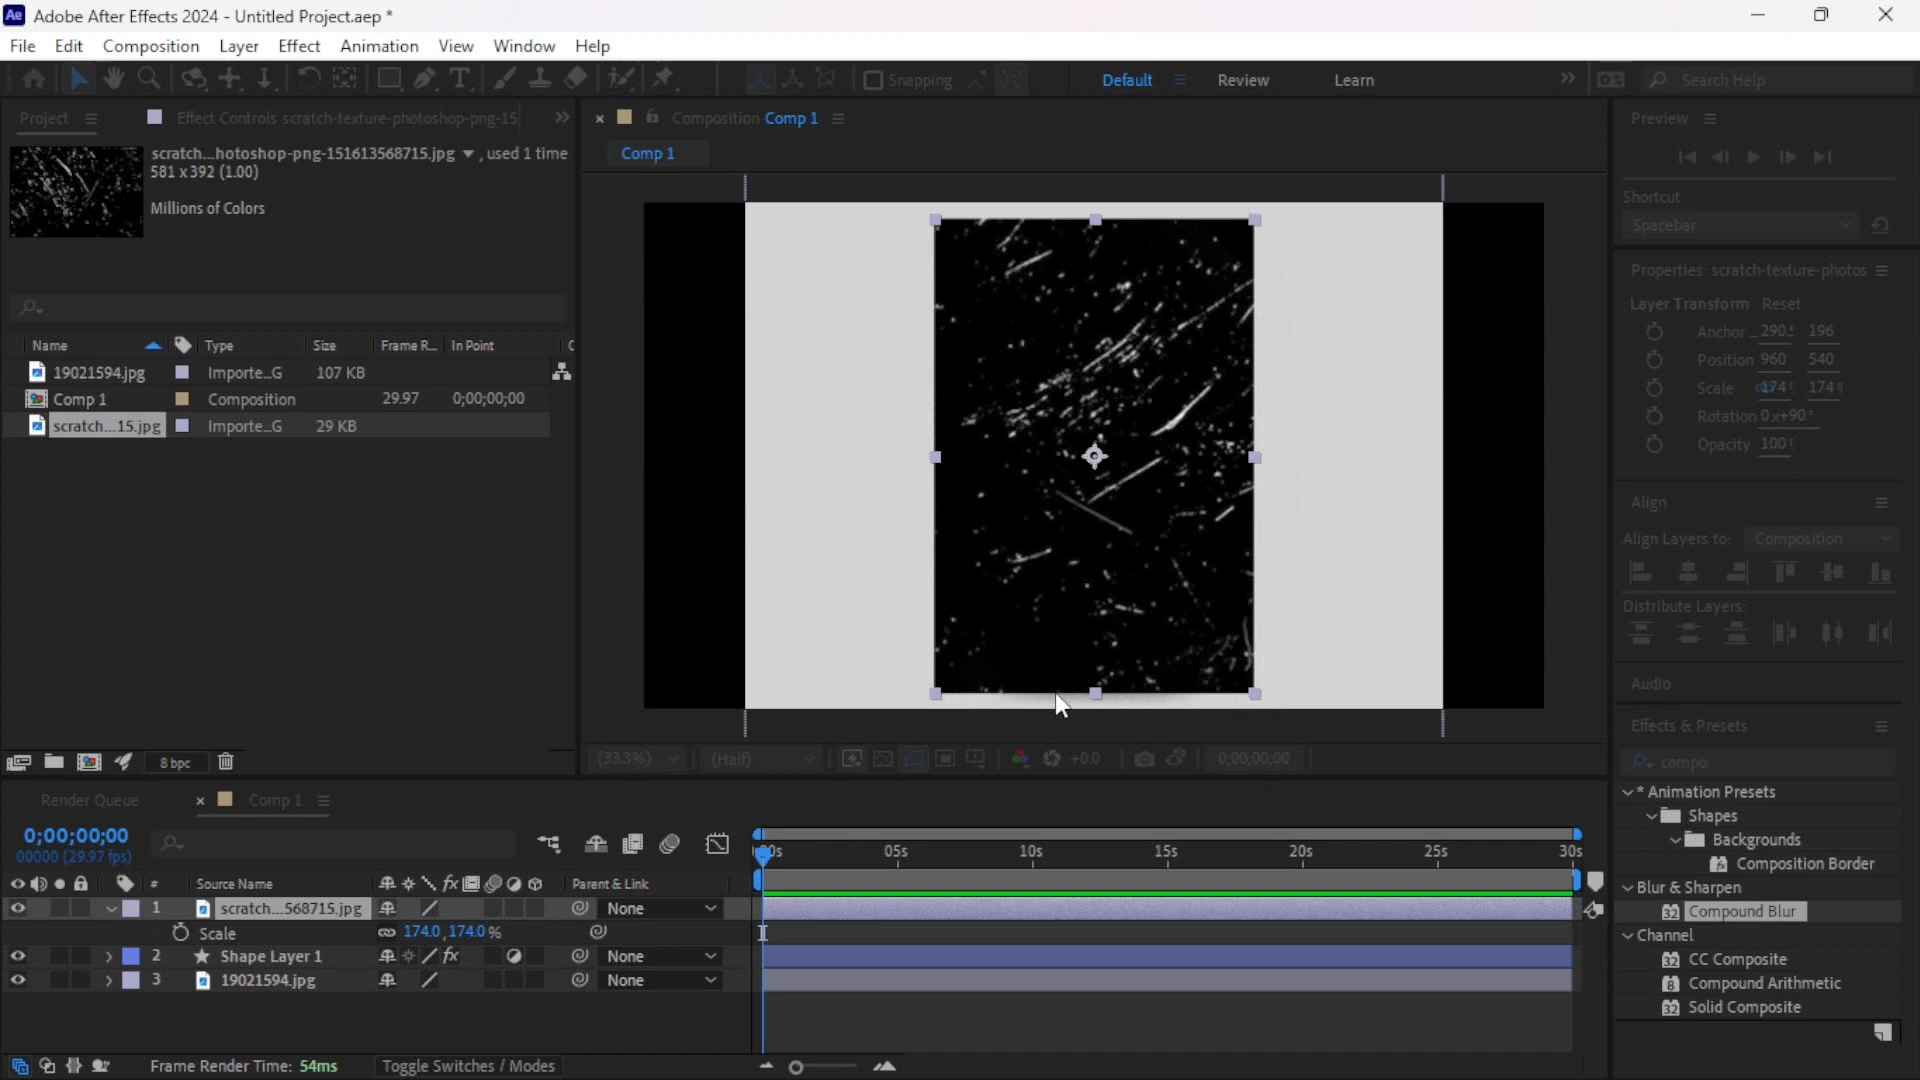 Adobe After Effects 2024 - Untitled Project.aep *
File Edit Composition Layer Effect Animation View Window Help
Snapping Default Review Learn Search Help
Project Effect Controls scratch-texture-photoshop-png-15
Composition Comp 1
Comp 1
scratch...hotoshop-png-151613568715.jpg , used 1 time
581 x 392 (1.00)
Millions of Colors
Name Type Size Frame R... In Point
19021594.jpg Importe...G 107 KB
Comp 1 Composition 29.97 0;00;00;00
scratch...15.jpg Importe...G 29 KB
8 bpc
(33.3%) (Half) +0.0 0;00;00;00
Preview
Shortcut
Spacebar
Properties: scratch-texture-photos
Layer Transform Reset
Anchor ... 290.5 196
Position 960 540
Scale 174 174
Rotation 0x+90°
Opacity 100
Align
Align Layers to: Composition
Distribute Layers:
Audio
Effects & Presets
compo
* Animation Presets
Shapes
Backgrounds
Composition Border
Blur & Sharpen
32 Compound Blur
Channel
32 CC Composite
8 Compound Arithmetic
32 Solid Composite
Render Queue Comp 1
0;00;00;00
00000 (29.97 fps)
05s 10s 15s 20s 25s 30s
# Source Name Parent & Link
1 scratch...568715.jpg None
Scale 174.0,174.0%
2 Shape Layer 1 fx None
3 19021594.jpg None
Frame Render Time: 54ms Toggle Switches / Modes